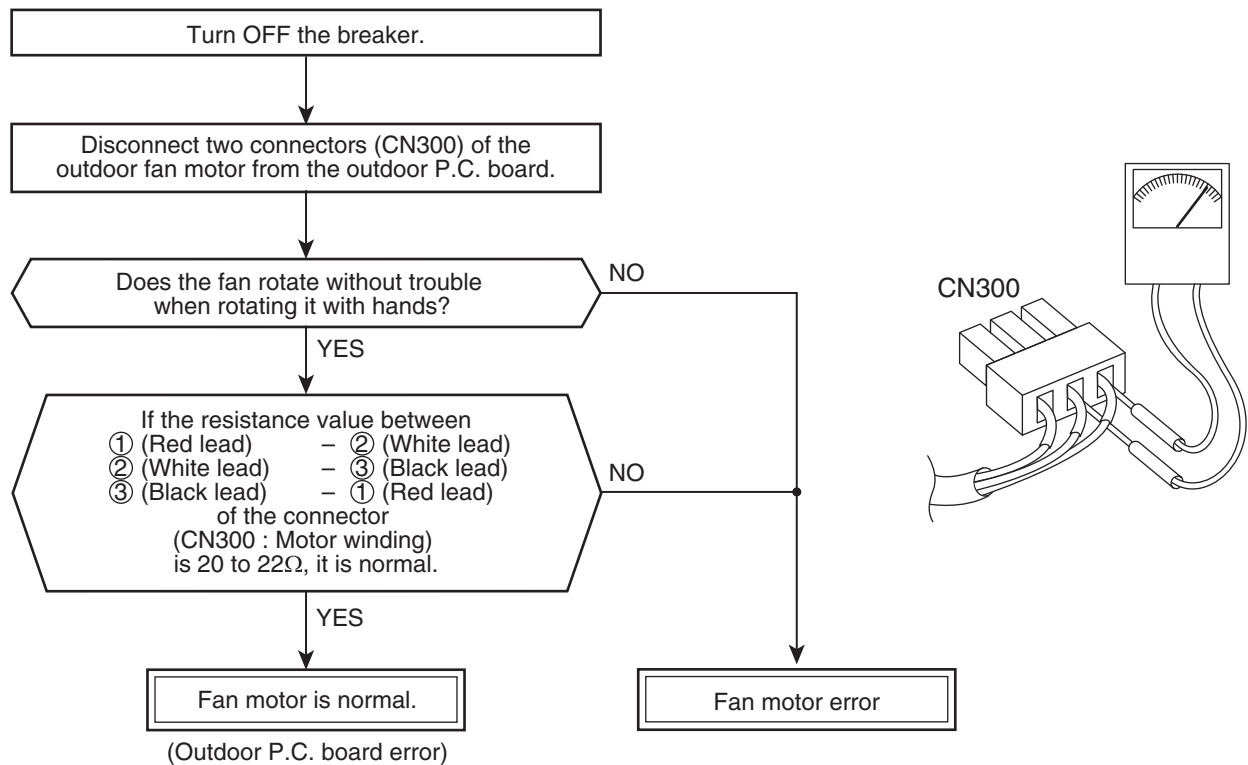 Turn OFF the breaker.
Disconnect two connectors (CN300) of the
outdoor fan motor from the outdoor P.C. board.
Does the fan rotate without trouble
when rotating it with hands?
NO
YES
If the resistance value between
① (Red lead) – ② (White lead)
② (White lead) – ③ (Black lead)
③ (Black lead) – ① (Red lead)
of the connector
(CN300 : Motor winding)
is 20 to 22Ω, it is normal.
NO
YES
Fan motor is normal.
(Outdoor P.C. board error)
Fan motor error
CN300